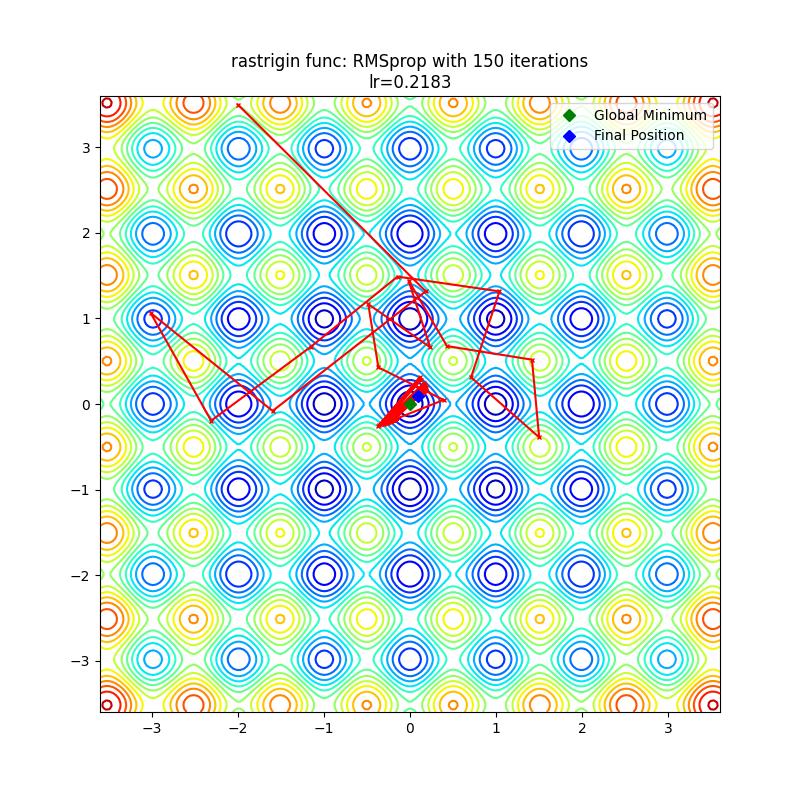 rastrigin func: RMSprop with 150 iterations
lr=0.2183
Global Minimum
Final Position
3
2
1
0
−1
−2
−3
−3 −2 −1 0 1 2 3